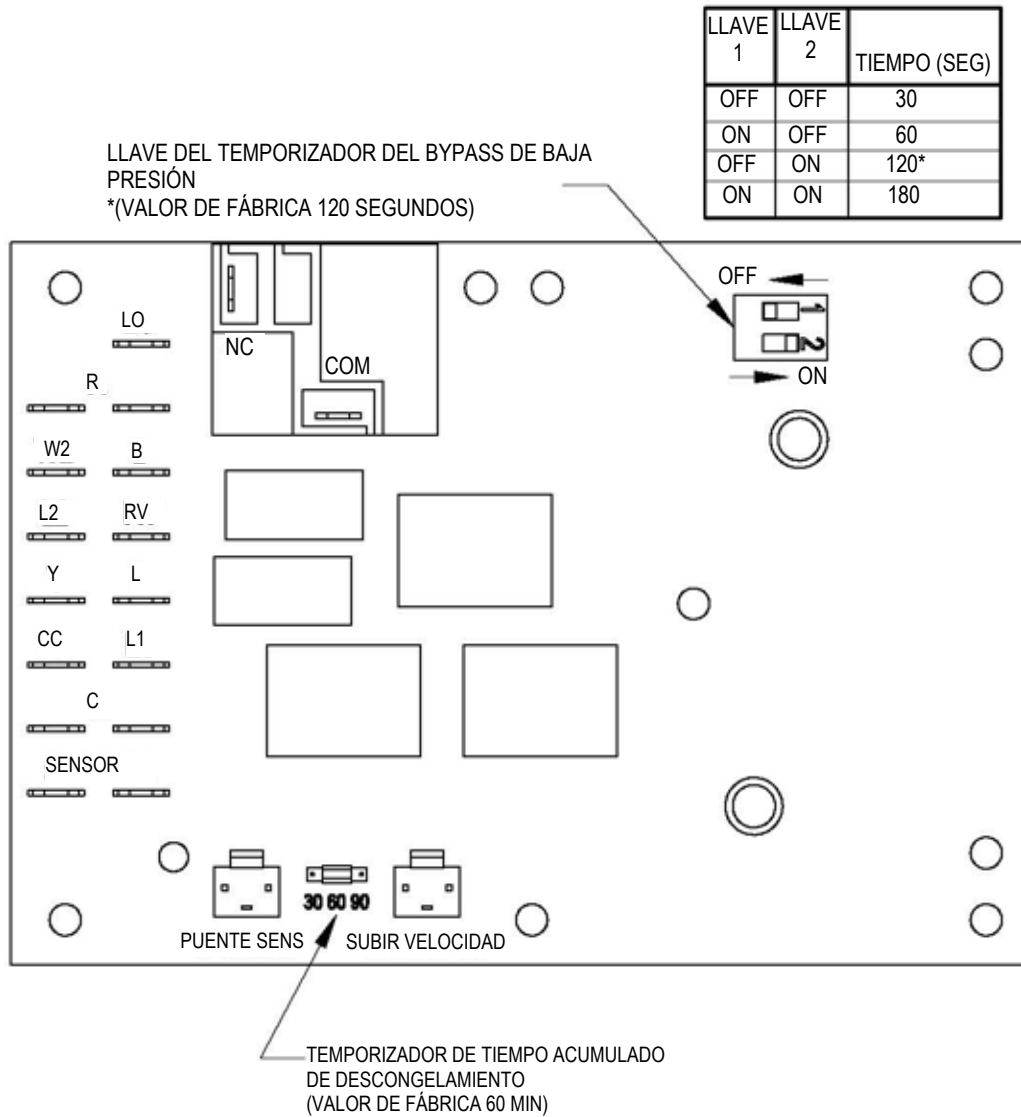 LLAVE 1 LLAVE 2 TIEMPO (SEG)
OFF OFF 30
ON OFF 60
OFF ON 120*
ON ON 180
LLAVE DEL TEMPORIZADOR DEL BYPASS DE BAJA
PRESIÓN
*(VALOR DE FÁBRICA 120 SEGUNDOS)
OFF
1
2
ON
LO
NC
COM
R
W2 B
L2 RV
Y L
CC L1
C
SENSOR
30 60 90
PUENTE SENS SUBIR VELOCIDAD
TEMPORIZADOR DE TIEMPO ACUMULADO
DE DESCONGELAMIENTO
(VALOR DE FÁBRICA 60 MIN)